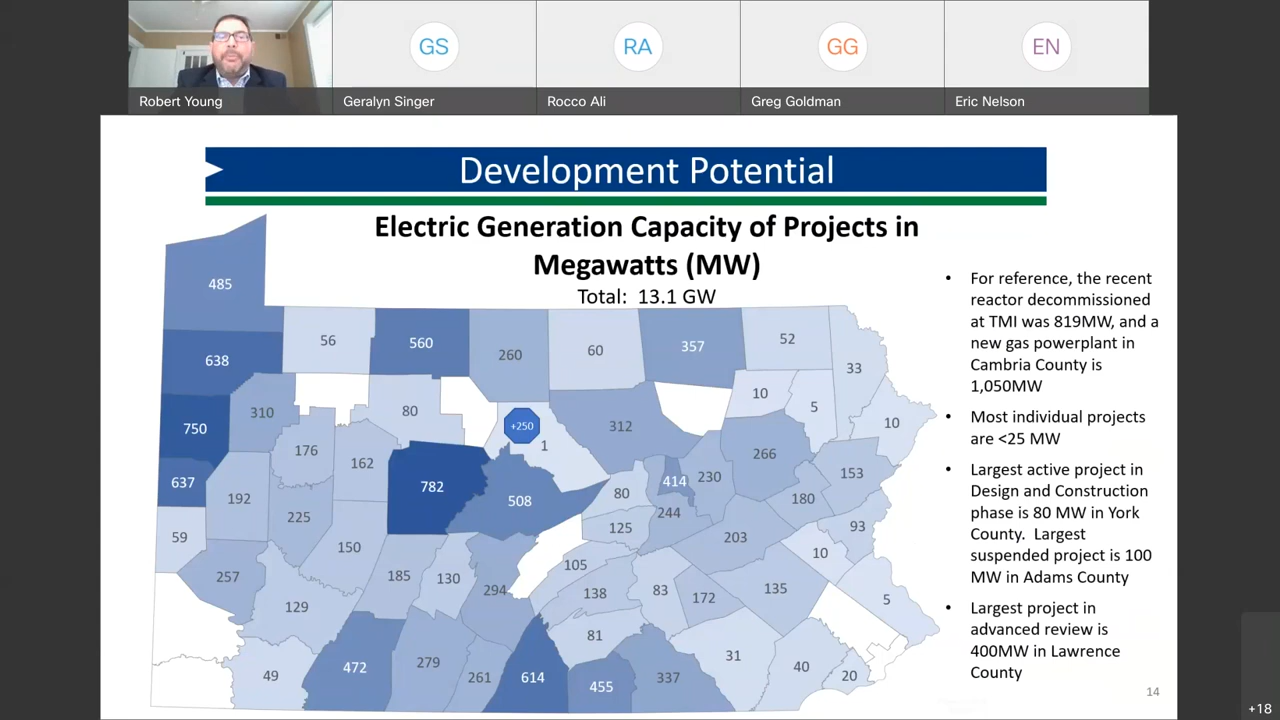 GS
RA
GG
EN
Robert Young
Geralyn Singer
Rocco Ali
Greg Goldman
Eric Nelson
Development Potential
Electric Generation Capacity of Projects in
Megawatts (MW)
Total: 13.1 GW
485
56
560
260
60
357
52
33
638
310
80
+250
1
312
10
5
10
750
176
162
782
508
80
414
230
266
153
637
192
225
125
244
180
93
59
150
203
10
257
185
130
294
105
138
83
172
135
5
129
81
49
472
279
261
614
455
337
31
40
20
• For reference, the recent
reactor decommissioned
at TMI was 819MW, and a
new gas powerplant in
Cambria County is
1,050MW
• Most individual projects
are <25 MW
• Largest active project in
Design and Construction
phase is 80 MW in York
County. Largest
suspended project is 100
MW in Adams County
• Largest project in
advanced review is
400MW in Lawrence
County
14
+18